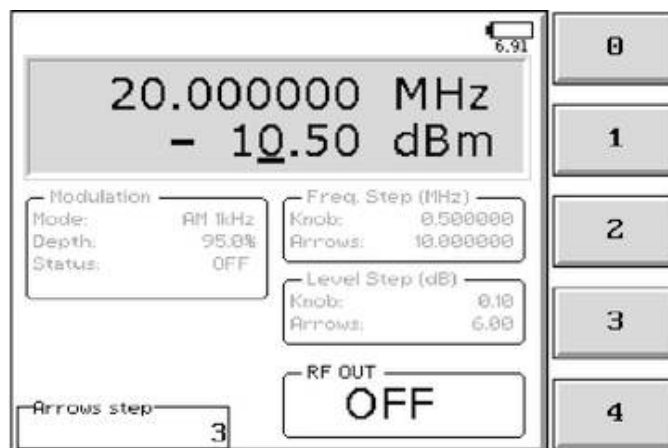 6.91
20.000000 MHz
- 10.50 dBm
Modulation
Mode: AM 1kHz
Depth: 95.0%
Status: OFF
Freq. Step (MHz)
Knob: 0.500000
Arrows: 10.000000
Level Step (dB)
Knob: 0.10
Arrows: 6.00
RF OUT
OFF
Arrows step
3
0
1
2
3
4